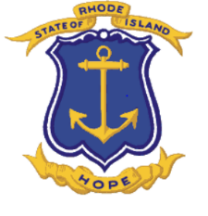 STATE OF RHODE ISLAND
HOPE